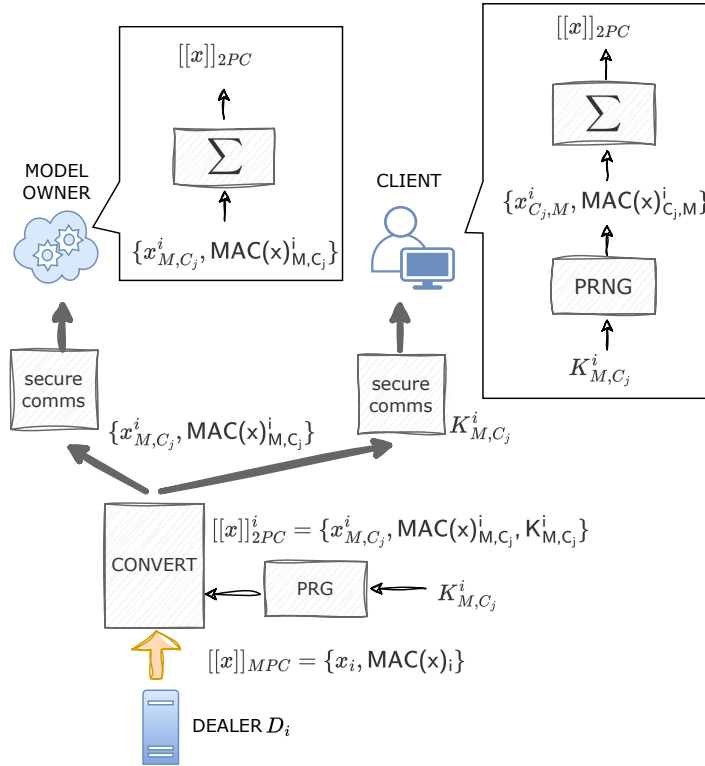 [[x]]_{2PC}
Σ
{x^i_{M,C_j}, MAC(x)^i_{M,C_j}}
MODEL
OWNER
[[x]]_{2PC}
Σ
{x^i_{C_j,M}, MAC(x)^i_{C_j,M}}
PRNG
K^i_{M,C_j}
CLIENT
secure
comms
secure
comms
{x^i_{M,C_j}, MAC(x)^i_{M,C_j}}
K^i_{M,C_j}
CONVERT
[[x]]^i_{2PC} = {x^i_{M,C_j}, MAC(x)^i_{M,C_j}, K^i_{M,C_j}}
PRG
K^i_{M,C_j}
[[x]]_{MPC} = {x_i, MAC(x)_i}
DEALER D_i